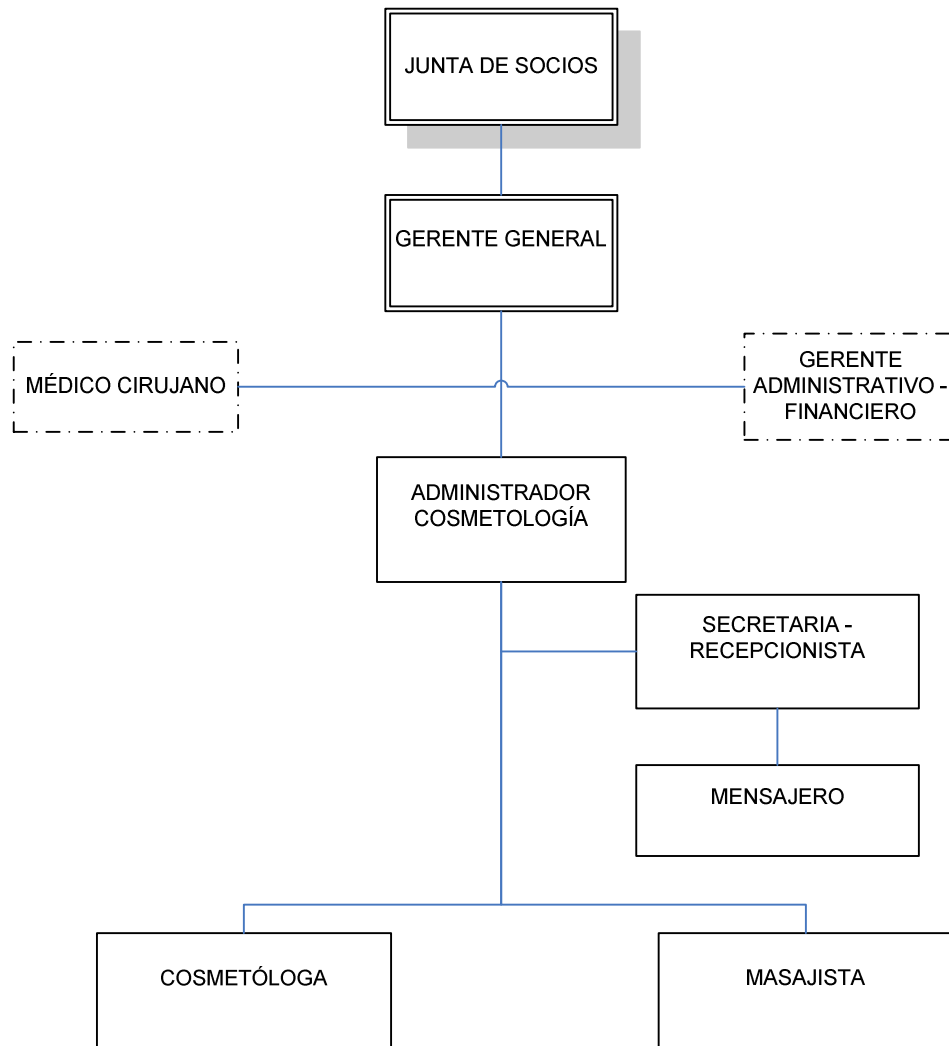 JUNTA DE SOCIOS
GERENTE GENERAL
MÉDICO CIRUJANO
GERENTE
ADMINISTRATIVO -
FINANCIERO
ADMINISTRADOR
COSMETOLOGÍA
SECRETARIA -
RECEPCIONISTA
MENSAJERO
COSMETÓLOGA
MASAJISTA